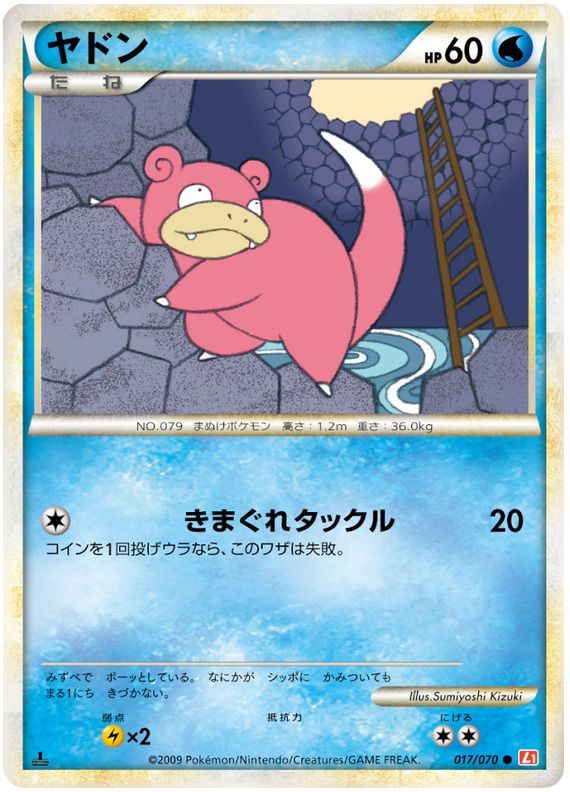 ヤドン
HP60
たね
NO.079 まぬけポケモン 高さ:1.2m 重さ:36.0kg
きまぐれタックル 20
コインを1回投げウラなら、このワザは失敗。
みずべで ボーッとしている。 なにかが シッポに かみついても
まる1にち きづかない。
Illus.Sumiyoshi Kizuki
弱点 抵抗力 にげる
×2
1
©2009 Pokémon/Nintendo/Creatures/GAME FREAK.
017/070 ● L1